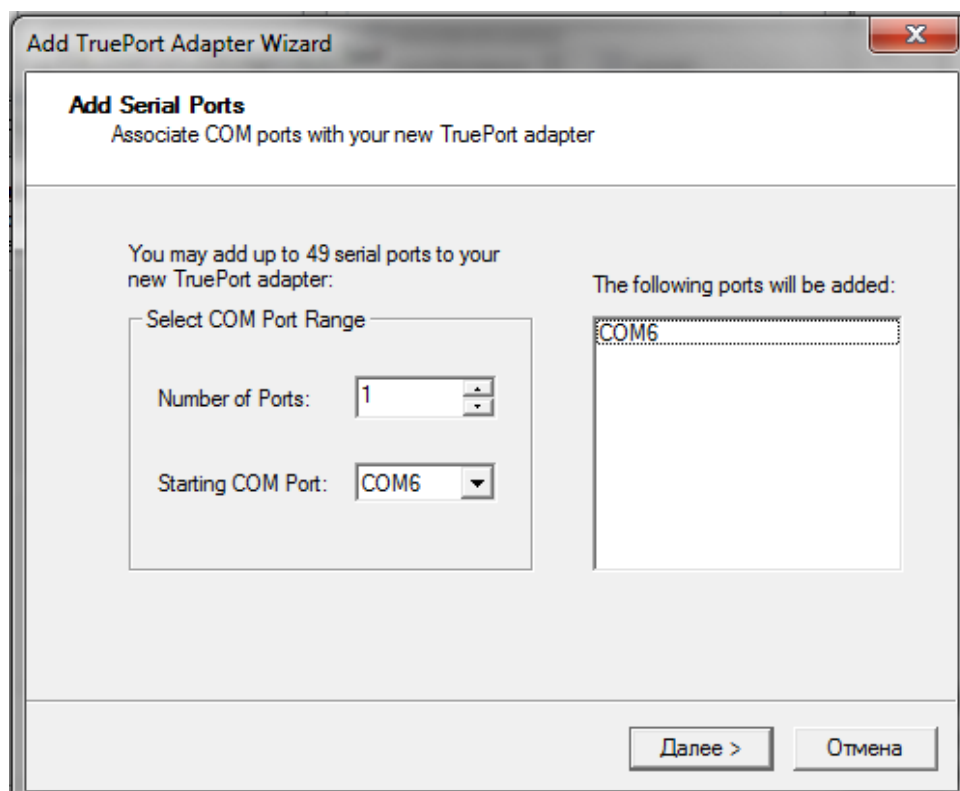 Add TruePort Adapter Wizard
Add Serial Ports
Associate COM ports with your new TruePort adapter
You may add up to 49 serial ports to your
new TruePort adapter:
Select COM Port Range
Number of Ports:
1
Starting COM Port:
COM6
The following ports will be added:
COM6
Далее >
Отмена